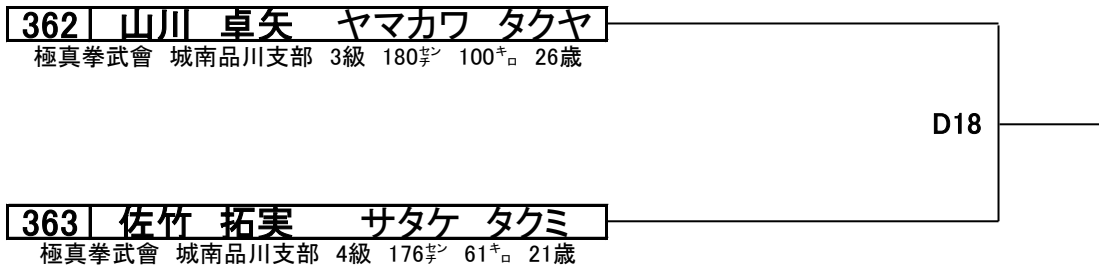 362 山川 卓矢 ヤマカワ タクヤ
極真拳武會 城南品川支部 3級 180㌢ 100㌔ 26歳
D18
363 佐竹 拓実 サタケ タクミ
極真拳武會 城南品川支部 4級 176㌢ 61㌔ 21歳